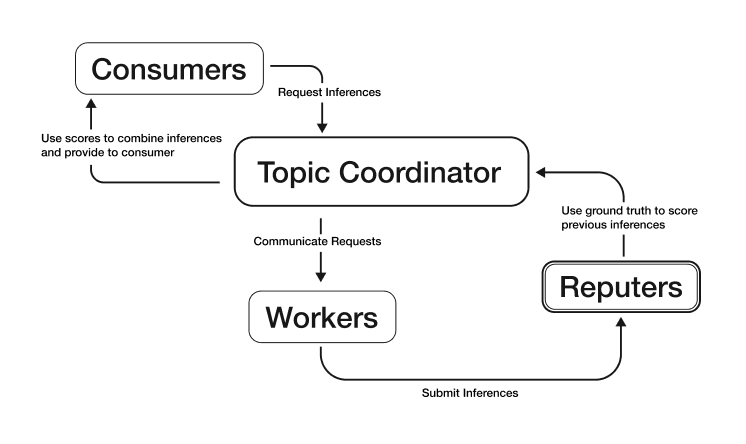 Consumers
Request Inferences
Use scores to combine inferences
and provide to consumer
Topic Coordinator
Use ground truth to score
previous inferences
Communicate Requests
Reputers
Workers
Submit Inferences